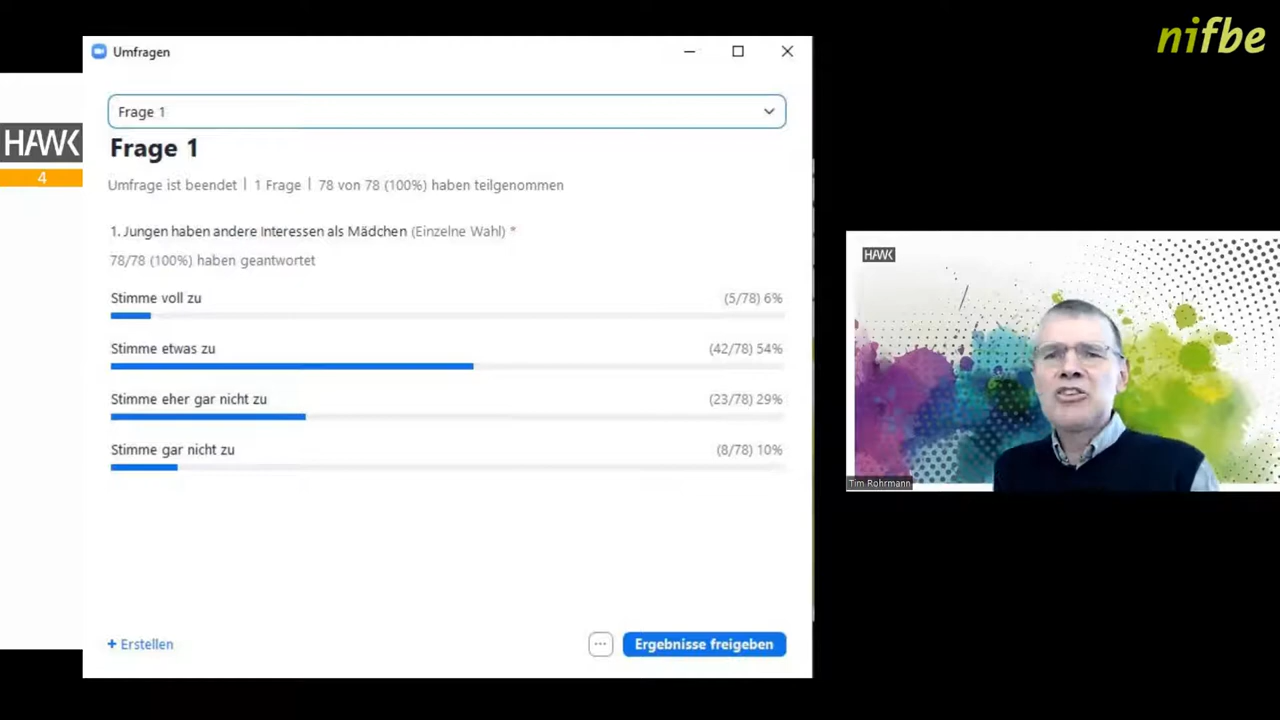 nifbe
Umfragen
Frage 1
HAWK
4
Frage 1
Umfrage ist beendet | 1 Frage | 78 von 78 (100%) haben teilgenommen
1. Jungen haben andere Interessen als Mädchen (Einzelne Wahl) *
78/78 (100%) haben geantwortet
Stimme voll zu (5/78) 6%
Stimme etwas zu (42/78) 54%
Stimme eher gar nicht zu (23/78) 29%
Stimme gar nicht zu (8/78) 10%
+ Erstellen
... Ergebnisse freigeben
HAWK
Tim Rohrmann